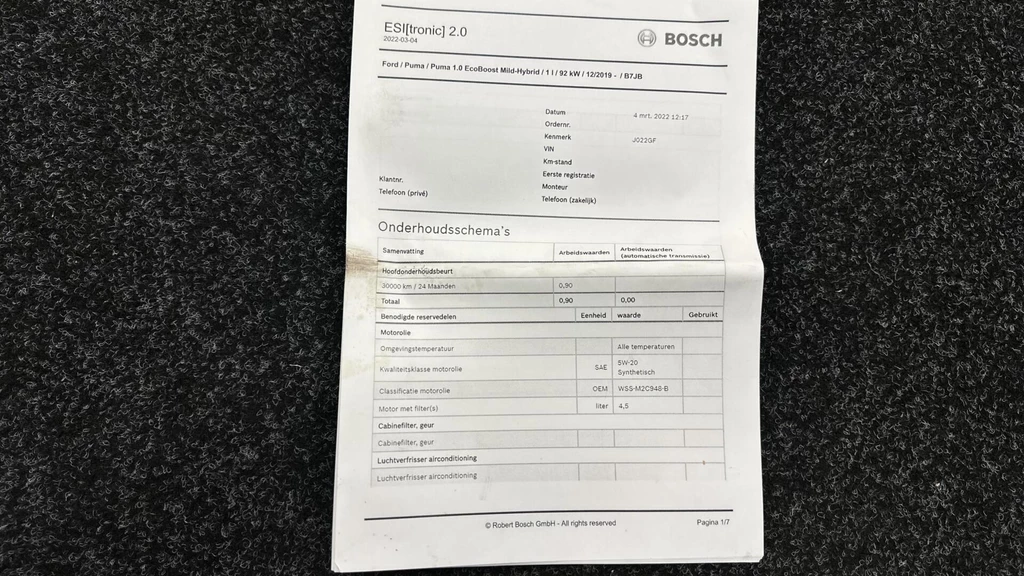 ESI[tronic] 2.0
2022-03-04
BOSCH
Ford / Puma / Puma 1.0 EcoBoost Mild-Hybrid / 1 l / 92 kW / 12/2019 - / B7JB
Datum 4 mrt. 2022 12:17
Ordernr.
Kenmerk J022GF
VIN
Km-stand
Eerste registratie
Klantnr. Monteur
Telefoon (privé) Telefoon (zakelijk)
Onderhoudsschema's
Samenvatting Arbeidswaarden Arbeidswaarden
(automatische transmissie)
Hoofdonderhoudsbeurt
30000 km / 24 Maanden 0,90
Totaal 0,90 0,00
Benodigde reservedelen Eenheid waarde Gebruikt
Motorolie
Omgevingstemperatuur Alle temperaturen
Kwaliteitsklasse motorolie SAE 5W-20
Synthetisch
Classificatie motorolie OEM WSS-M2C948-B
Motor met filter(s) liter 4,5
Cabinefilter, geur
Cabinefilter, geur
Luchtverfrisser airconditioning
Luchtverfrisser airconditioning
© Robert Bosch GmbH - All rights reserved Pagina 1/7